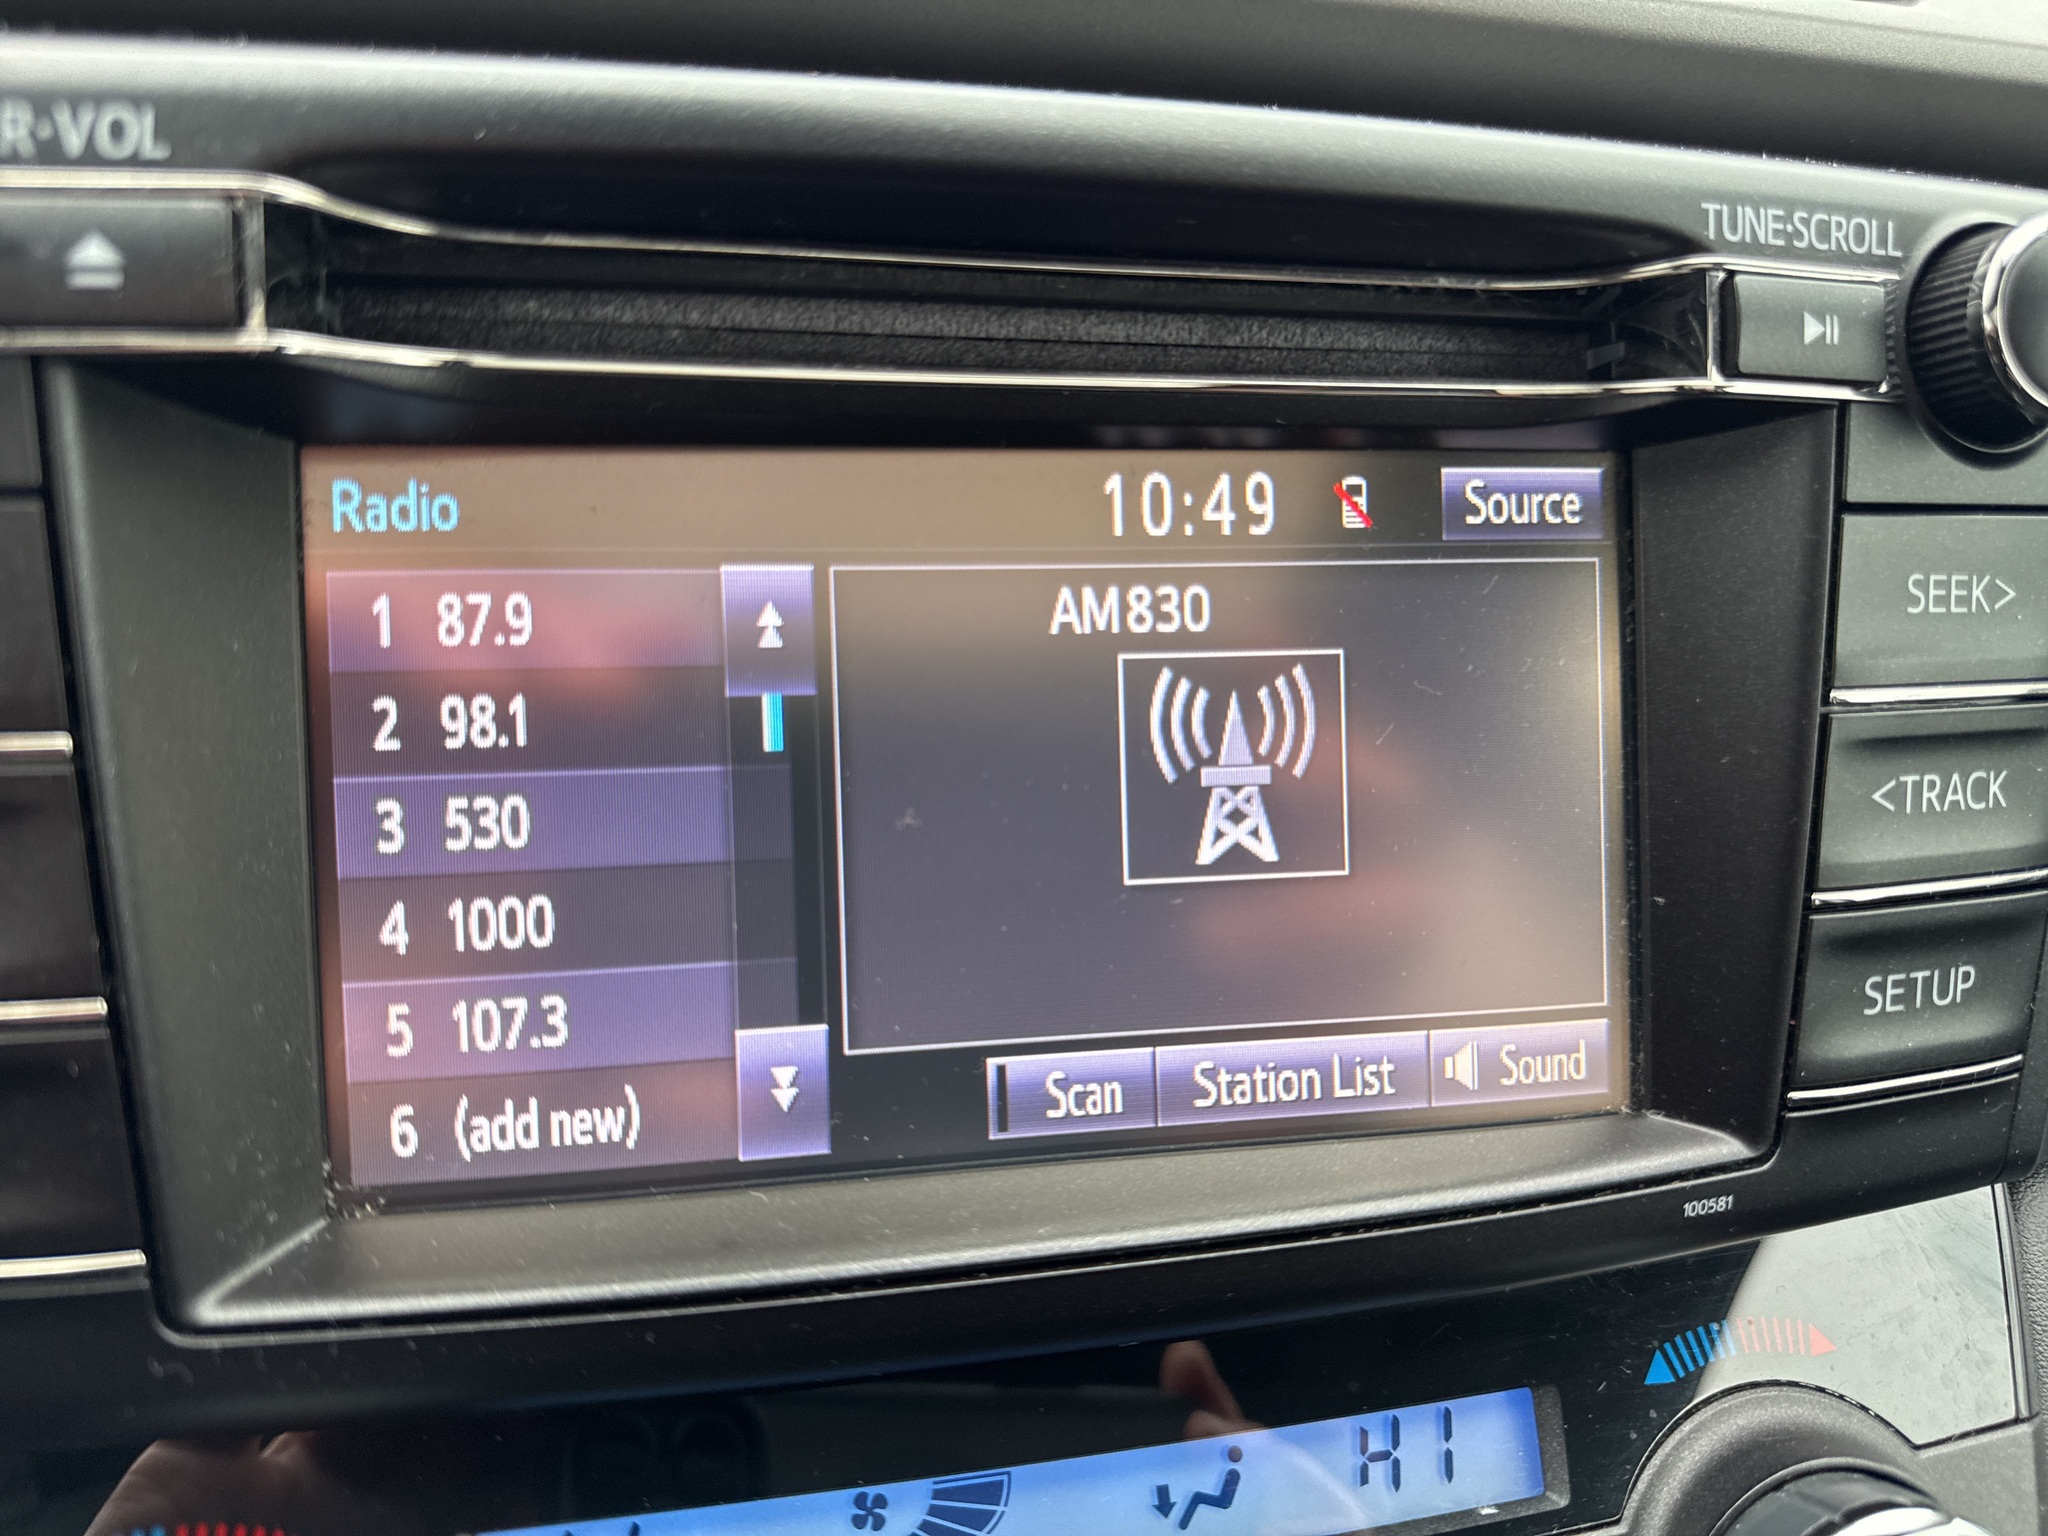 R·VOL
TUNE·SCROLL
Radio
10:49
Source
1 87.9
AM830
SEEK>
2 98.1
<TRACK
3 530
4 1000
SETUP
5 107.3
Scan
Station List
Sound
6 (add new)
100581
HI